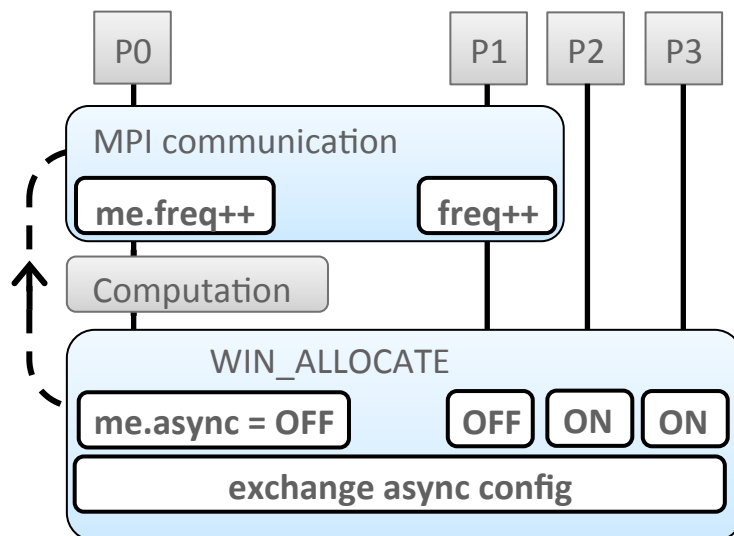 P0 P1 P2 P3
MPI communication
me.freq++ freq++
Computation
WIN_ALLOCATE
me.async = OFF OFF ON ON
exchange async config